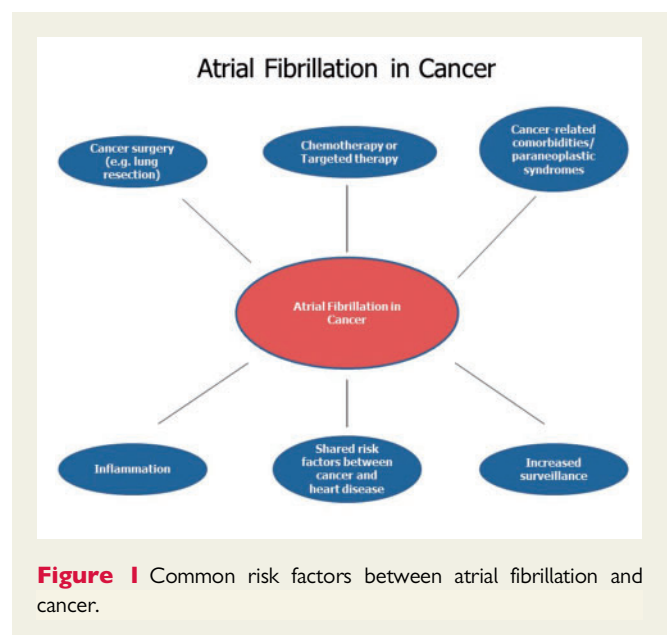 Atrial Fibrillation in Cancer
Cancer surgery
(e.g. lung
resection)
Chemotherapy or
Targeted therapy
Cancer-related
comorbidities/
paraneoplastic
syndromes
Atrial Fibrillation in
Cancer
Inflammation
Shared risk
factors between
cancer and
heart disease
Increased
surveillance
Figure 1 Common risk factors between atrial fibrillation and
cancer.